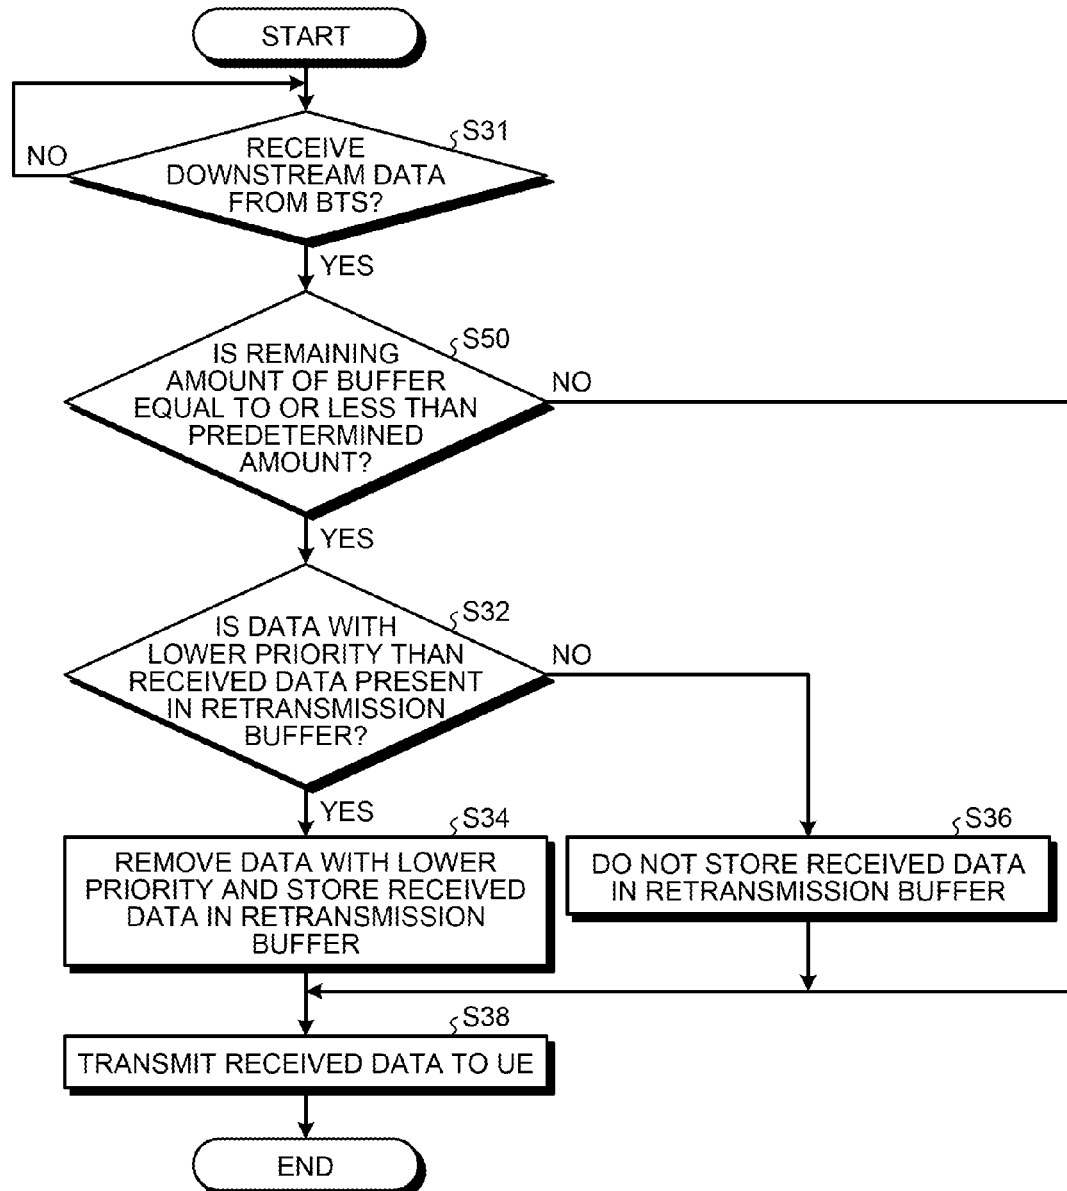 START
S31
RECEIVE
DOWNSTREAM DATA
FROM BTS?
NO
YES
S50
IS REMAINING
AMOUNT OF BUFFER
EQUAL TO OR LESS THAN
PREDETERMINED
AMOUNT?
NO
YES
S32
IS DATA WITH
LOWER PRIORITY THAN
RECEIVED DATA PRESENT
IN RETRANSMISSION
BUFFER?
NO
YES
S34
REMOVE DATA WITH LOWER
PRIORITY AND STORE RECEIVED
DATA IN RETRANSMISSION
BUFFER
S36
DO NOT STORE RECEIVED DATA
IN RETRANSMISSION BUFFER
S38
TRANSMIT RECEIVED DATA TO UE
END